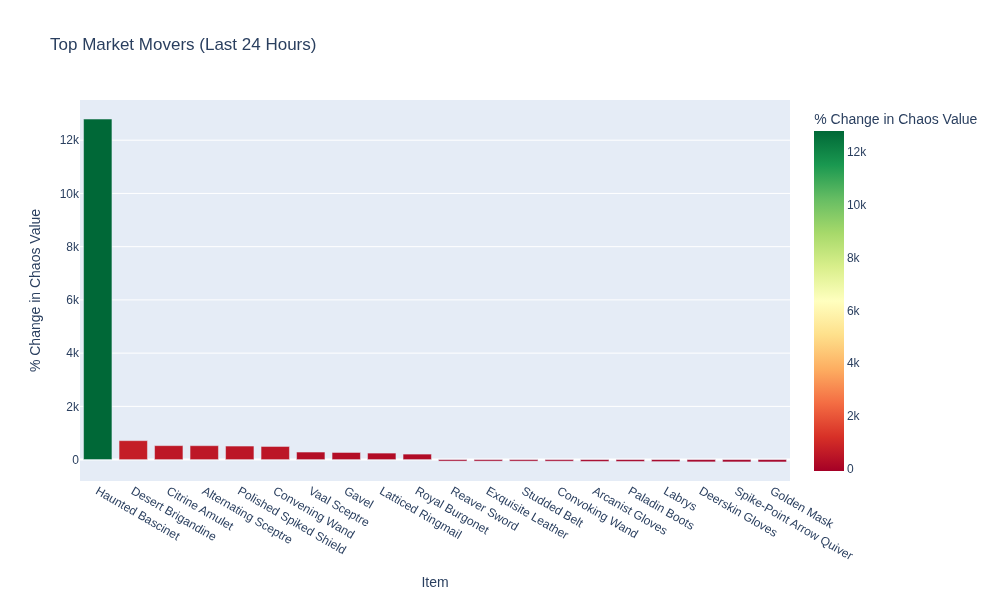 Top Market Movers (Last 24 Hours)
% Change in Chaos Value
12k
10k
8k
6k
4k
2k
0
Haunted Bascinet
Desert Brigandine
Citrine Amulet
Alternating Sceptre
Polished Spiked Shield
Convening Wand
Vaal Sceptre
Gavel
Latticed Ringmail
Royal Burgonet
Reaver Sword
Exquisite Leather
Studded Belt
Convoking Wand
Arcanist Gloves
Paladin Boots
Labrys
Deerskin Gloves
Spike-Point Arrow Quiver
Golden Mask
Item
% Change in Chaos Value
12k
10k
8k
6k
4k
2k
0